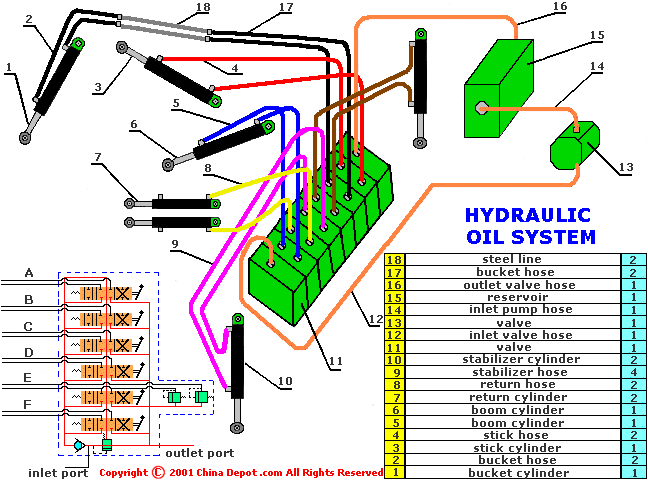 18
17
16
15
14
13
12
11
10
9
8
7
6
5
4
3
2
1
HYDRAULIC
OIL SYSTEM
18 steel line 2
17 bucket hose 2
16 outlet valve hose 1
15 reservoir 1
14 inlet pump hose 1
13 valve 1
12 inlet valve hose 1
11 valve 1
10 stabilizer cylinder 2
9 stabilizer hose 4
8 return hose 2
7 return cylinder 2
6 boom cylinder 1
5 boom cylinder 1
4 stick hose 2
3 stick cylinder 1
2 bucket hose 2
1 bucket cylinder 1
A
B
C
D
E
F
outlet port
inlet port
Copyright © 2001 China Depot .com All Rights Reserved